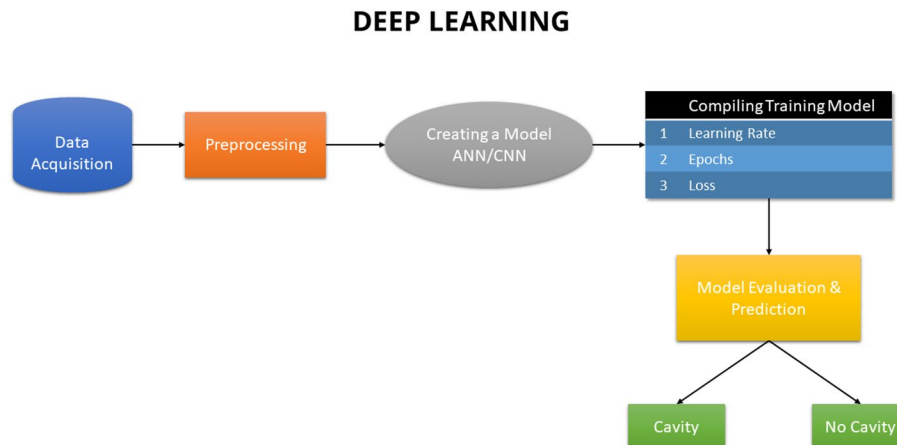 DEEP LEARNING
Data
Acquisition
Preprocessing
Creating a Model
ANN/CNN
Compiling Training Model
1 Learning Rate
2 Epochs
3 Loss
Model Evaluation &
Prediction
Cavity
No Cavity